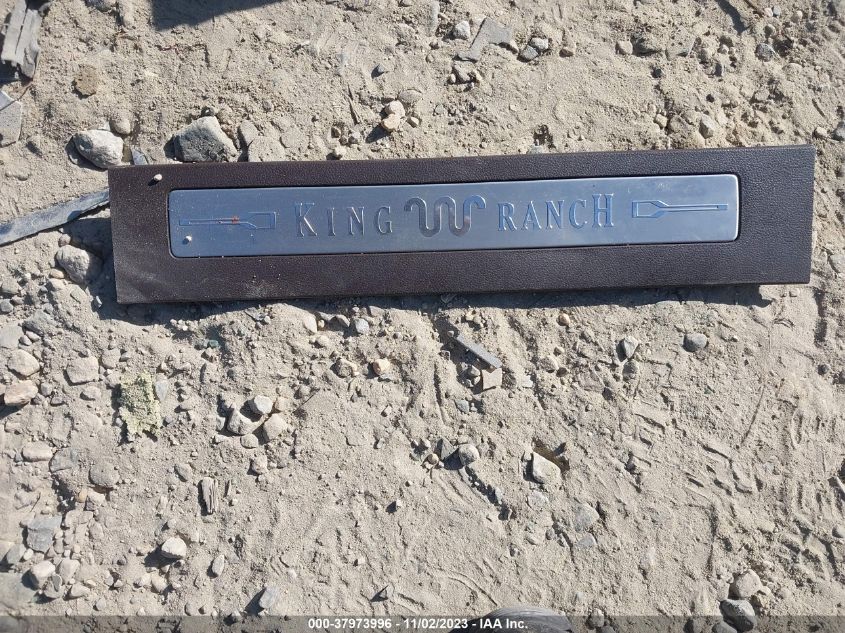 KING RANCH
000-37973996 - 11/02/2023 - IAA Inc.